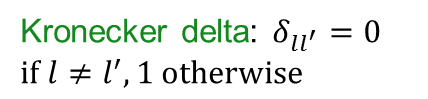 Kronecker delta: δ_{ll′} = 0
if l ≠ l′, 1 otherwise